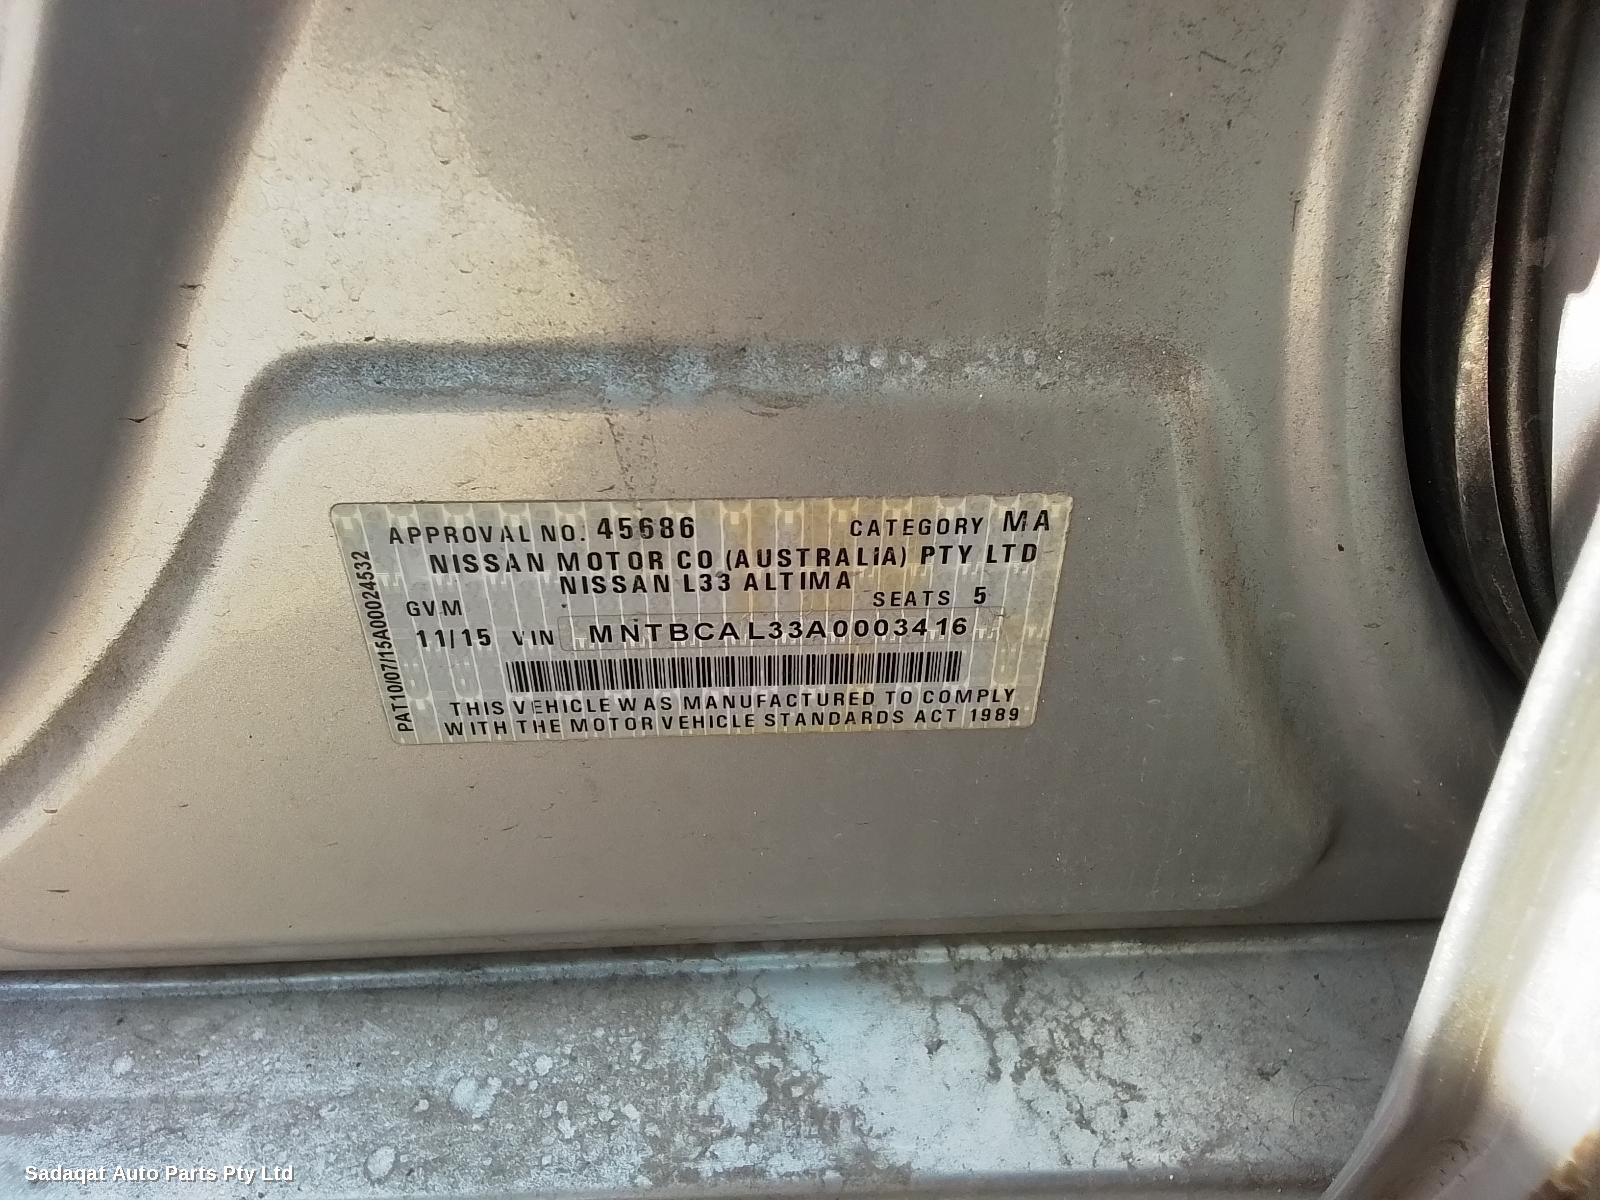 APPROVAL NO. 45686 CATEGORY MA
NISSAN MOTOR CO (AUSTRALIA) PTY LTD
NISSAN L33 ALTIMA
GVM SEATS 5
11/15 VIN MNTBCAL33A0003416
THIS VEHICLE WAS MANUFACTURED TO COMPLY
WITH THE MOTOR VEHICLE STANDARDS ACT 1989
PAT10/07/15A00024532
Sadaqat Auto Parts Pty Ltd